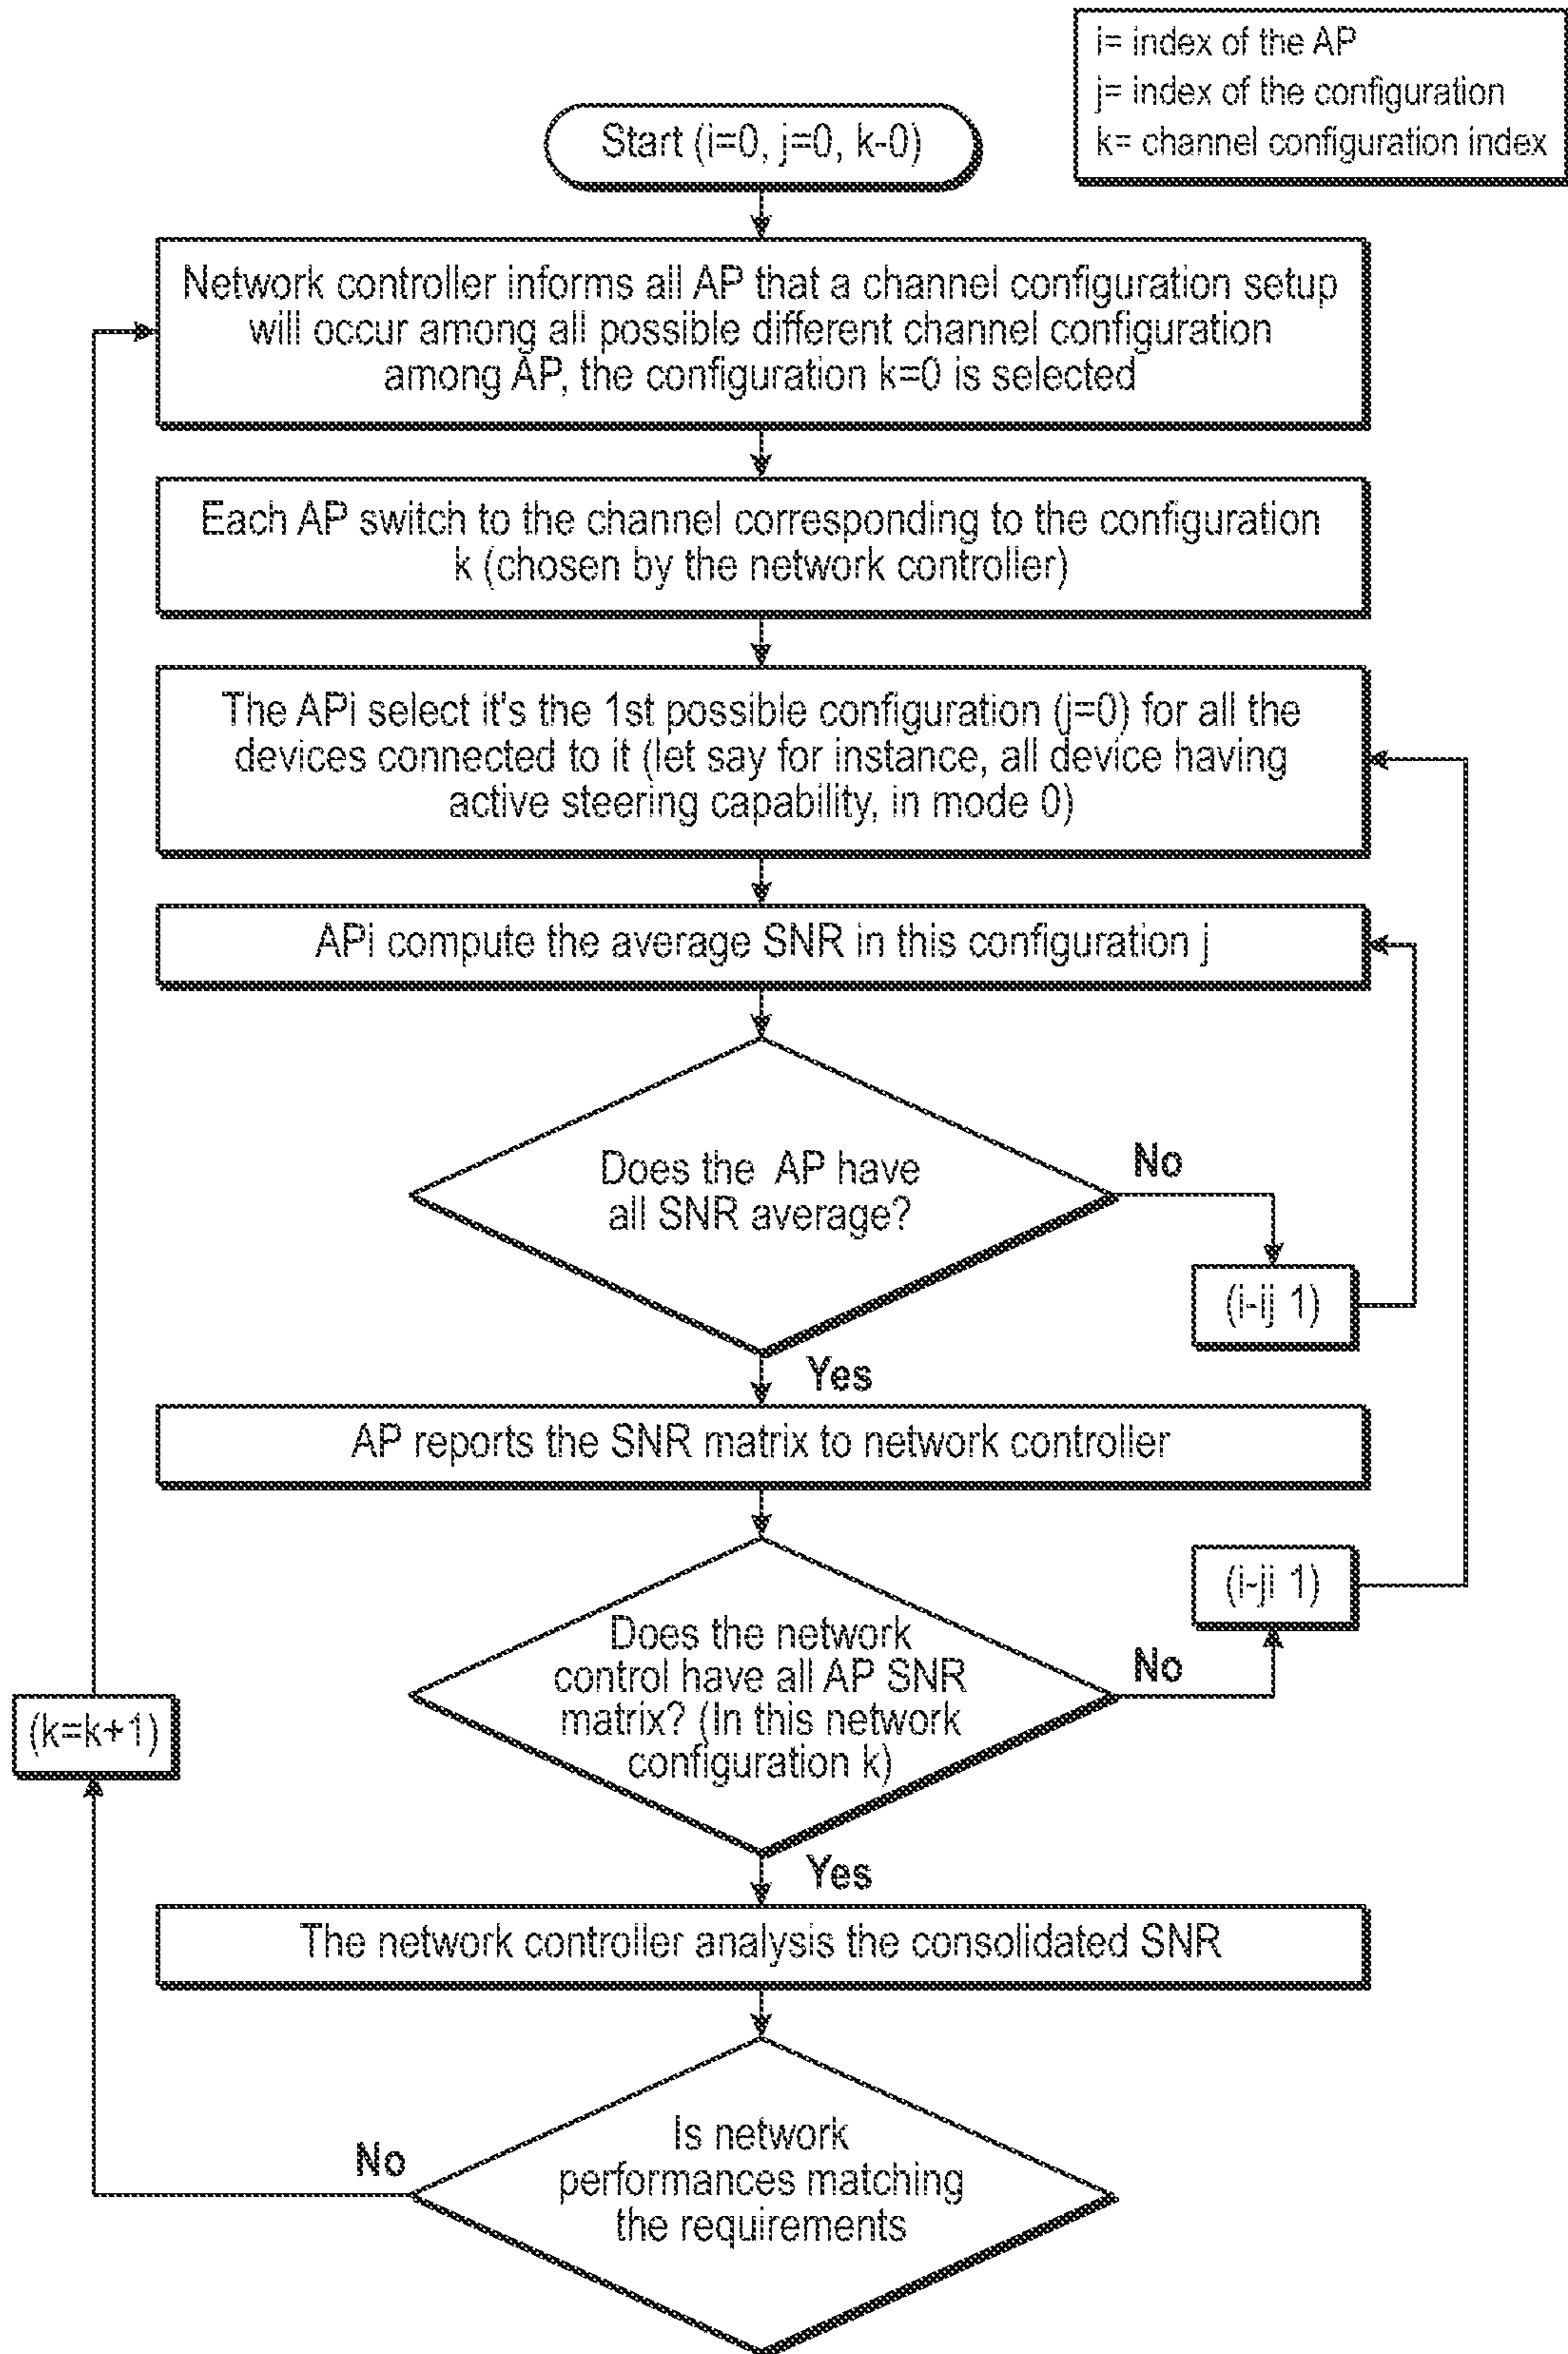 i= index of the AP
j= index of the configuration
k= channel configuration index
Start (i=0, j=0, k-0)
Network controller informs all AP that a channel configuration setup
will occur among all possible different channel configuration
among AP, the configuration k=0 is selected
Each AP switch to the channel corresponding to the configuration
k (chosen by the network controller)
The APi select it's the 1st possible configuration (j=0) for all the
devices connected to it (let say for instance, all device having
active steering capability, in mode 0)
APi compute the average SNR in this configuration j
Does the AP have
all SNR average?
No
(i-ij 1)
Yes
AP reports the SNR matrix to network controller
Does the network
control have all AP SNR
matrix? (In this network
configuration k)
No
(i-ji 1)
(k=k+1)
Yes
The network controller analysis the consolidated SNR
Is network
performances matching
the requirements
No